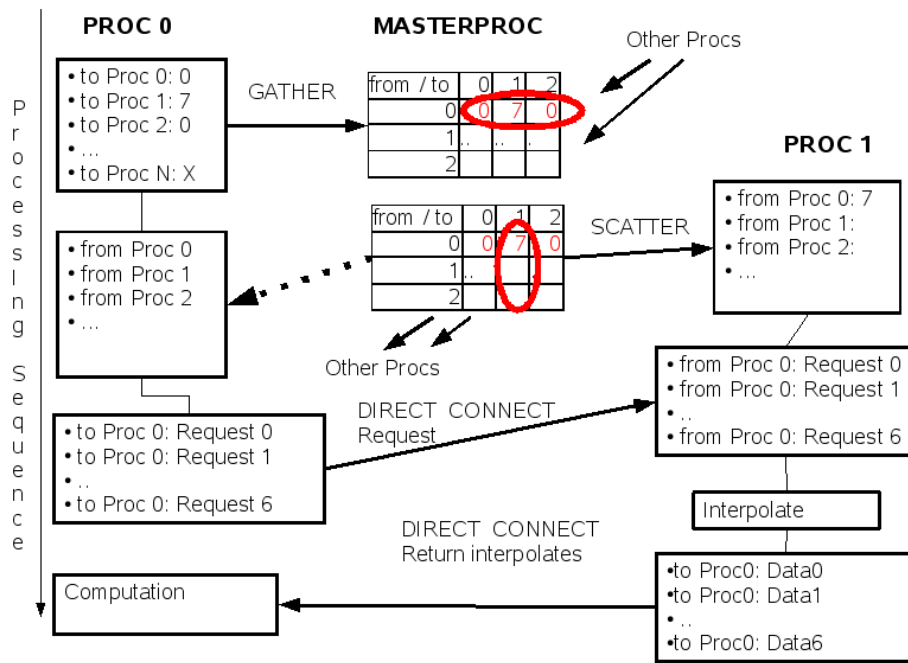 PROC 0
MASTERPROC
Other Procs
• to Proc 0: 0
• to Proc 1: 7
• to Proc 2: 0
• ...
• to Proc N: X
GATHER
from / to 0 1 2
0 0 7 0
1 .. .. .
2
PROC 1
• from Proc 0: 7
• from Proc 1:
• from Proc 2:
• ...
from / to 0 1 2
0 0 7 0
1 .. .
2
SCATTER
• from Proc 0
• from Proc 1
• from Proc 2
• ...
Other Procs
• from Proc 0: Request 0
• from Proc 0: Request 1
• ..
• from Proc 0: Request 6
DIRECT CONNECT
Request
• to Proc 0: Request 0
• to Proc 0: Request 1
• ..
• to Proc 0: Request 6
Interpolate
DIRECT CONNECT
Return interpolates
•to Proc0: Data0
•to Proc0: Data1
• ..
•to Proc0: Data6
Computation
ProcessIng Sequence